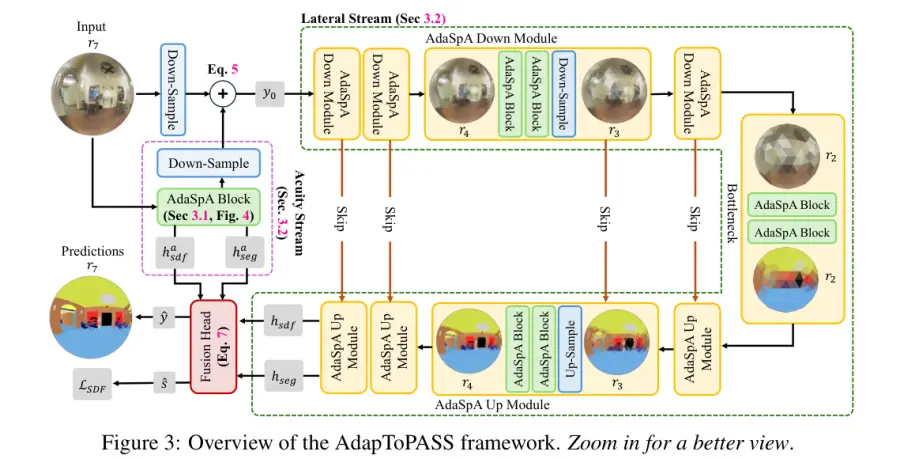 Lateral Stream (Sec 3.2)
Input
r₇
Down-Sample
Eq. 5
+
y₀
AdaSpA Down Module
AdaSpA
Down Module
AdaSpA
Down Module
r₄
AdaSpA Block
AdaSpA Block
Down-Sample
r₃
AdaSpA
Down Module
r₂
AdaSpA Block
AdaSpA Block
r₂
Bottleneck
Down-Sample
AdaSpA Block
(Sec 3.1, Fig. 4)
Acuity Stream
(Sec. 3.2)
hᵃ_sdf
hᵃ_seg
Skip
Skip
Skip
Skip
Predictions
r₇
ŷ
ŝ
ℒ_SDF
Fusion Head
(Eq. 7)
h_sdf
h_seg
AdaSpA Up
Module
AdaSpA Up
Module
r₄
AdaSpA Block
AdaSpA Block
Up-Sample
r₃
AdaSpA Up
Module
AdaSpA Up Module
Figure 3: Overview of the AdapToPASS framework. Zoom in for a better view.